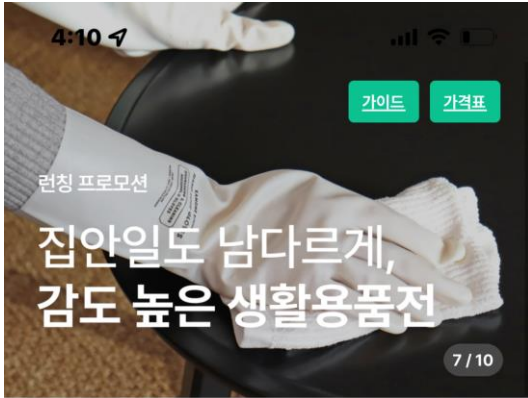 4:10
가이드
가격표
런칭 프로모션
집안일도 남다르게,
감도 높은 생활용품전
7 / 10